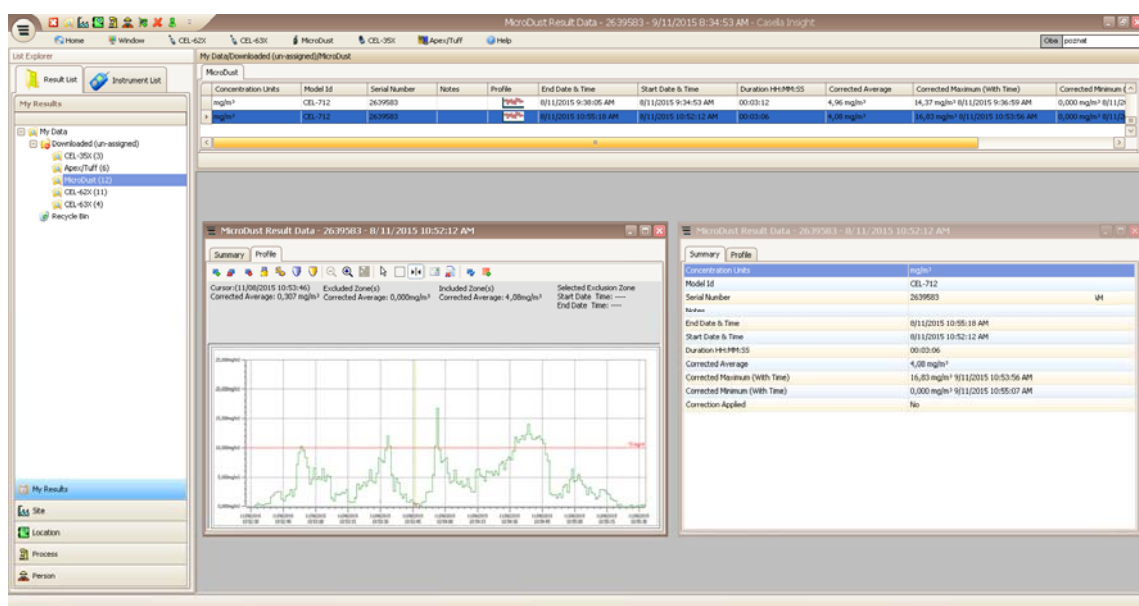 MicroDust Result Data - 2639583 - 9/11/2015 8:34:53 AM - Casella Insight
Home Window CEL-62X CEL-63X MicroDust CEL-35X Apex/Tuff Help
List Explorer
My Data/Downloaded (un-assigned)/MicroDust
Result List Instrument List
MicroDust
My Results
Concentration Units Model Id Serial Number Notes Profile End Date & Time Start Date & Time Duration HH:MM:SS Corrected Average Corrected Maximum (With Time) Corrected Minimum (
mg/m³ CEL-712 2639583 8/11/2015 9:38:05 AM 8/11/2015 9:34:53 AM 00:03:12 4,96 mg/m³ 14,37 mg/m³ 8/11/2015 9:36:59 AM 0,000 mg/m³ 8/11/2
mg/m³ CEL-712 2639583 8/11/2015 10:55:18 AM 8/11/2015 10:52:12 AM 00:03:06 4,08 mg/m³ 16,83 mg/m³ 8/11/2015 10:53:56 AM 0,000 mg/m³ 8/11/2
My Data
Downloaded (un-assigned)
CEL-35X (3)
Apex/Tuff (6)
MicroDust (12)
CEL-62X (11)
CEL-63X (4)
Recycle Bin
MicroDust Result Data - 2639583 - 8/11/2015 10:52:12 AM
Summary Profile
Cursor:(11/08/2015 10:53:46) Excluded Zone(s) Included Zone(s) Selected Exclusion Zone
Corrected Average: 0,307 mg/m³ Corrected Average: 0,000mg/m³ Corrected Average: 4,08mg/m³ Start Date Time: ----
End Date Time: ----
MicroDust Result Data - 2639583 - 8/11/2015 10:52:12 AM
Summary Profile
Concentration Units mg/m³
Model Id CEL-712
Serial Number 2639583
Notes
End Date & Time 8/11/2015 10:55:18 AM
Start Date & Time 8/11/2015 10:52:12 AM
Duration HH:MM:SS 00:03:06
Corrected Average 4,08 mg/m³
Corrected Maximum (With Time) 16,83 mg/m³ 9/11/2015 10:53:56 AM
Corrected Minimum (With Time) 0,000 mg/m³ 9/11/2015 10:55:07 AM
Correction Applied No
My Results
Site
Location
Process
Person